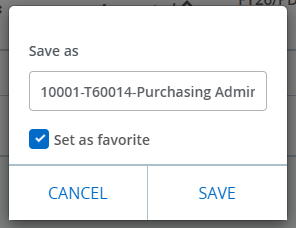 Save as
10001-T60014-Purchasing Admir
Set as favorite
CANCEL
SAVE